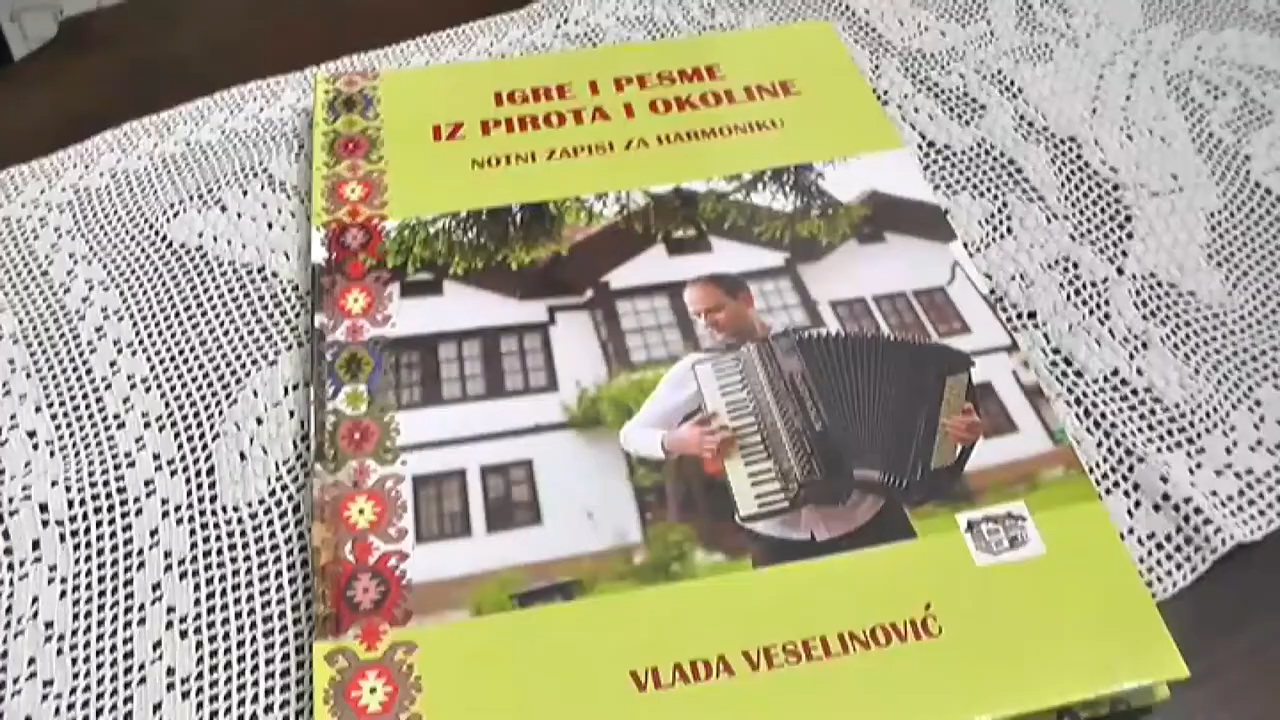 IGRE I PESME
IZ PIROTA I OKOLINE
NOTNI ZAPISI ZA HARMONIKU
VLADA VESELINOVIĆ